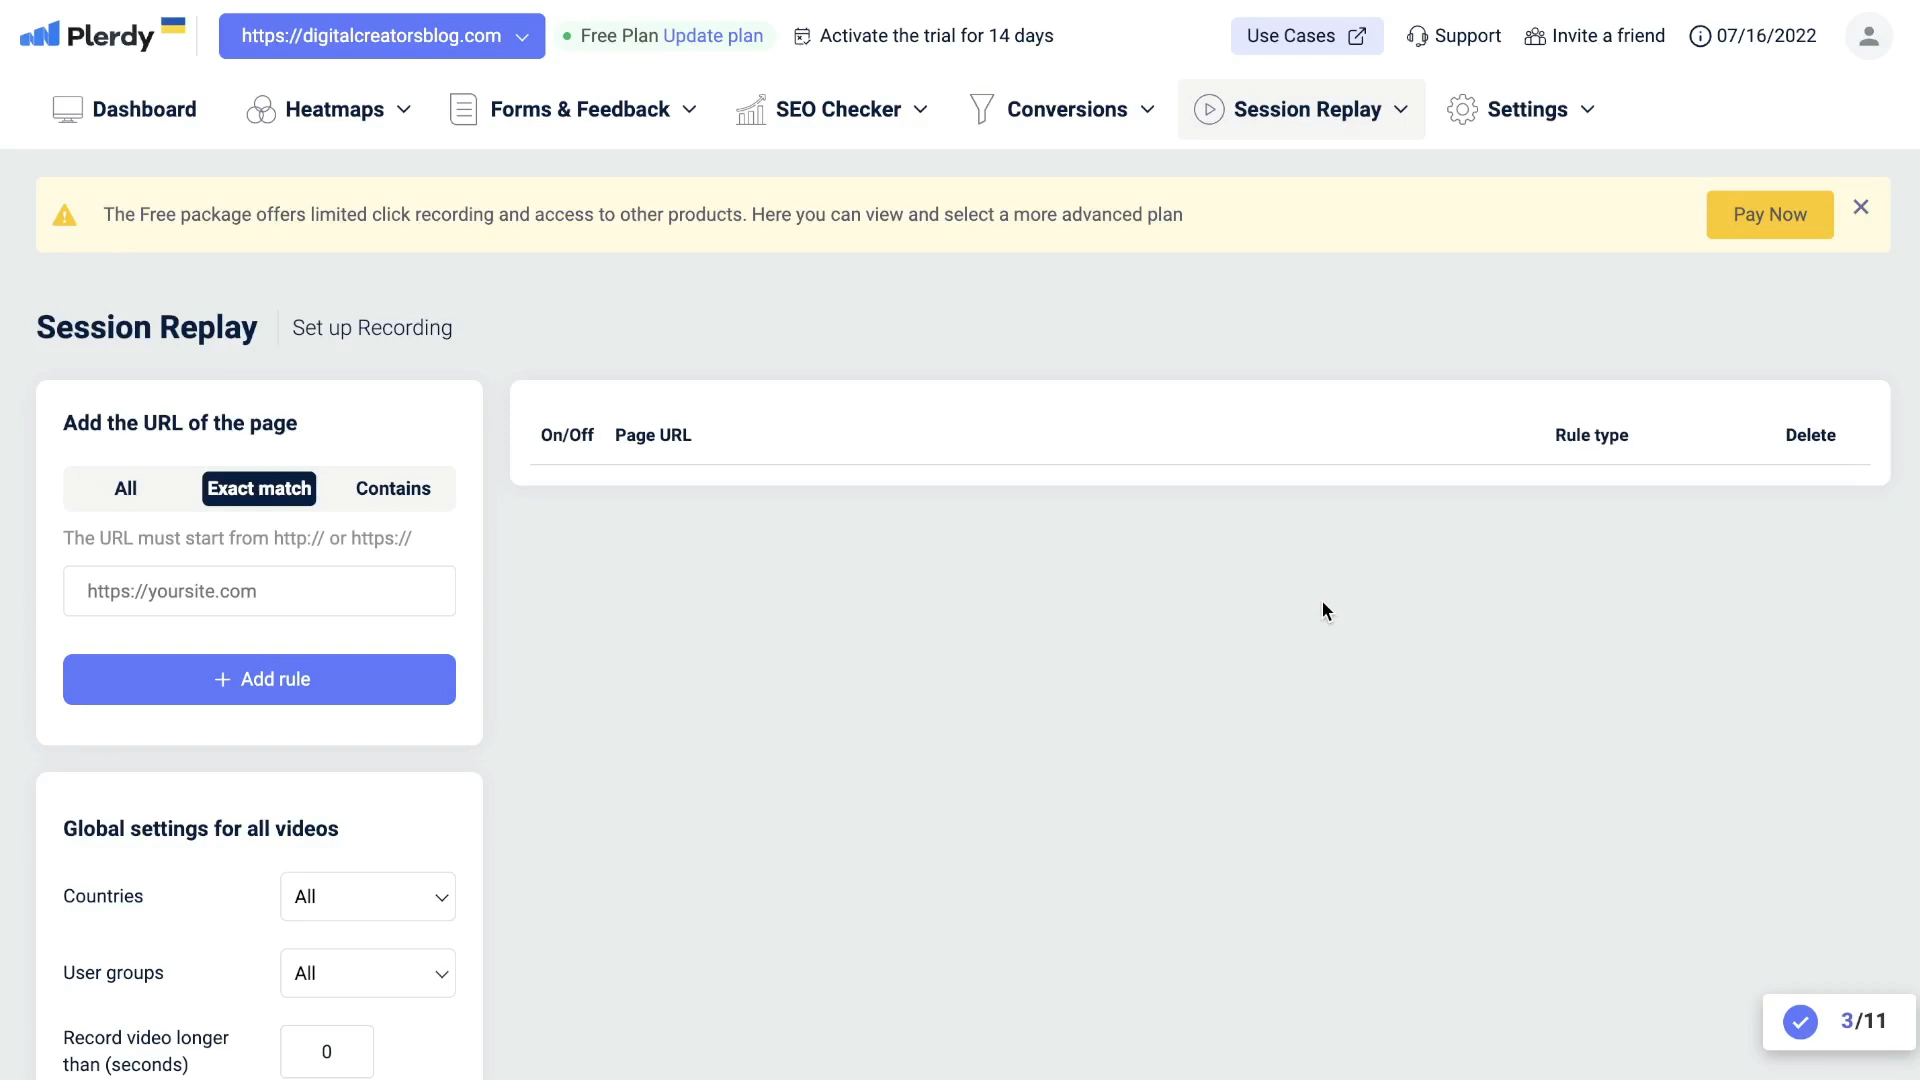 Plerdy
https://digitalcreatorsblog.com
Free Plan Update plan
Activate the trial for 14 days
Use Cases
Support
Invite a friend
07/16/2022
Dashboard
Heatmaps
Forms & Feedback
SEO Checker
Conversions
Session Replay
Settings
The Free package offers limited click recording and access to other products. Here you can view and select a more advanced plan
Pay Now
Session Replay
Set up Recording
Add the URL of the page
All
Exact match
Contains
The URL must start from http:// or https://
https://yoursite.com
+ Add rule
On/Off
Page URL
Rule type
Delete
Global settings for all videos
Countries
All
User groups
All
Record video longer
than (seconds)
0
3/11